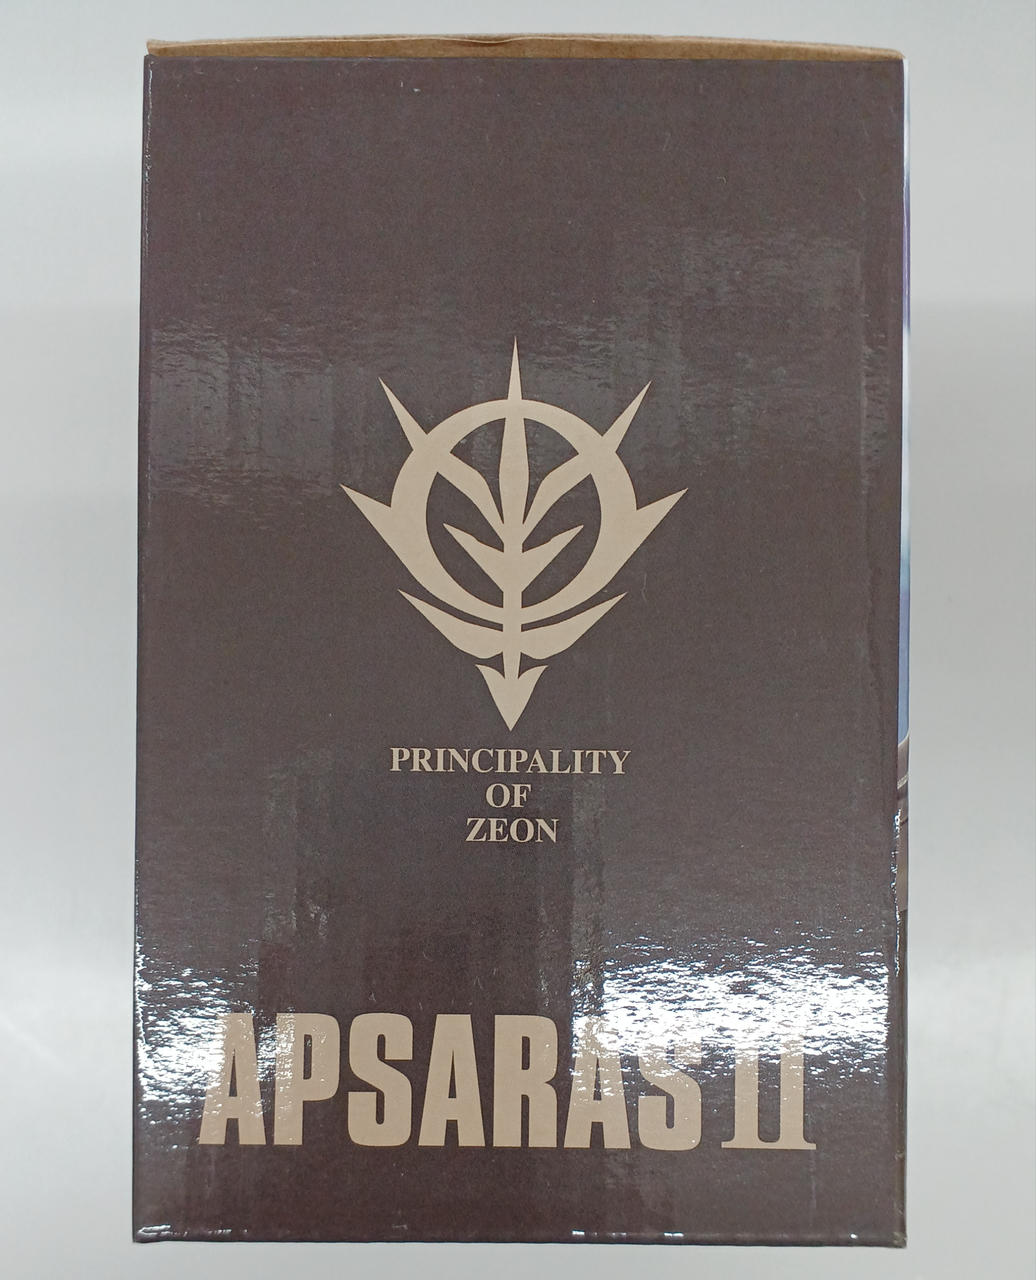 PRINCIPALITY
OF
ZEON
APSARAS II